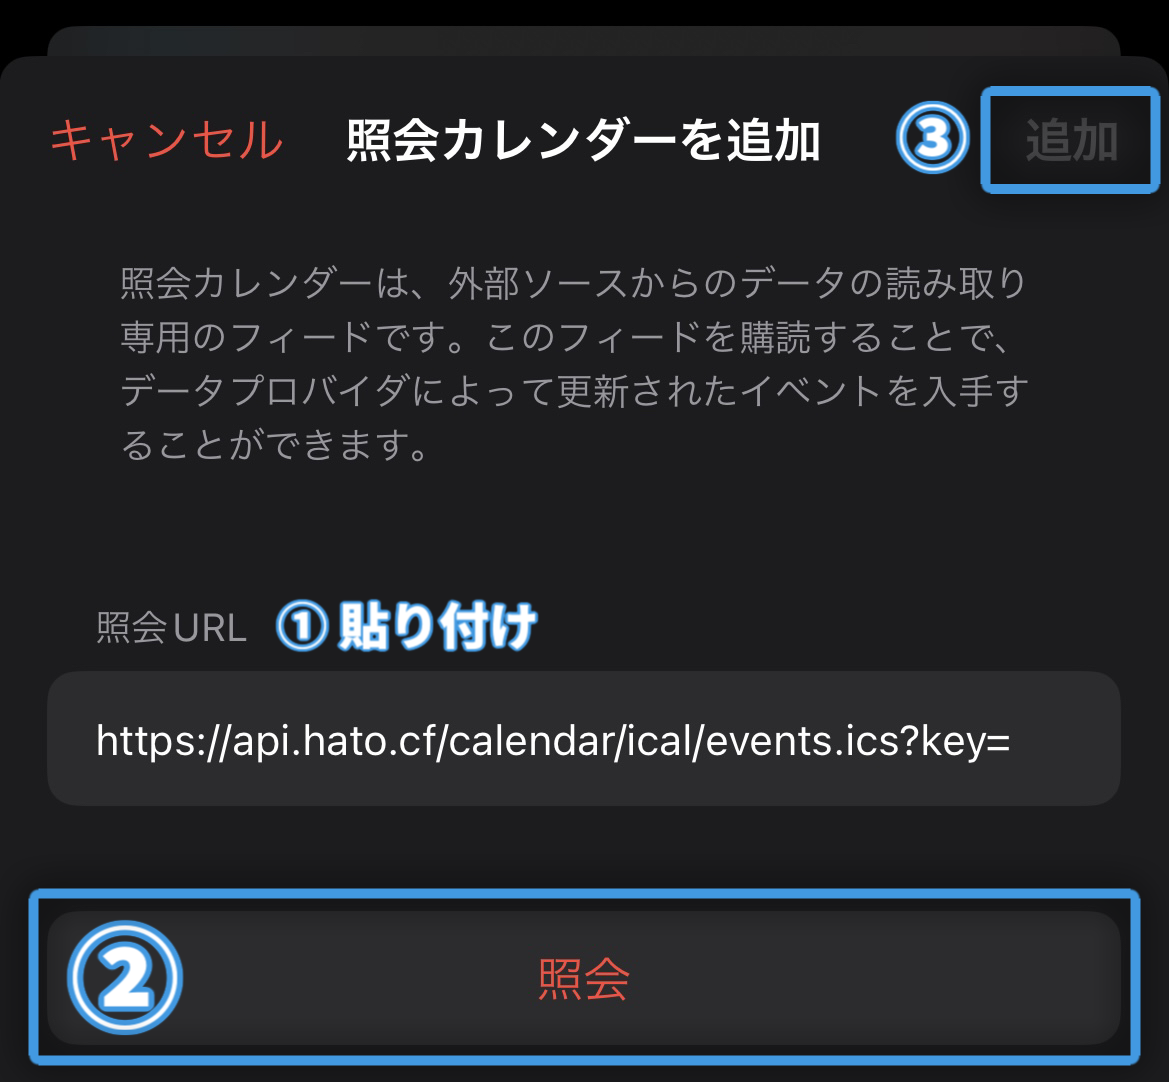 キャンセル 照会カレンダーを追加 ③ 追加
照会カレンダーは、外部ソースからのデータの読み取り
専用のフィードです。このフィードを購読することで、
データプロバイダによって更新されたイベントを入手す
ることができます。
照会URL ①貼り付け
https://api.hato.cf/calendar/ical/events.ics?key=
② 照会